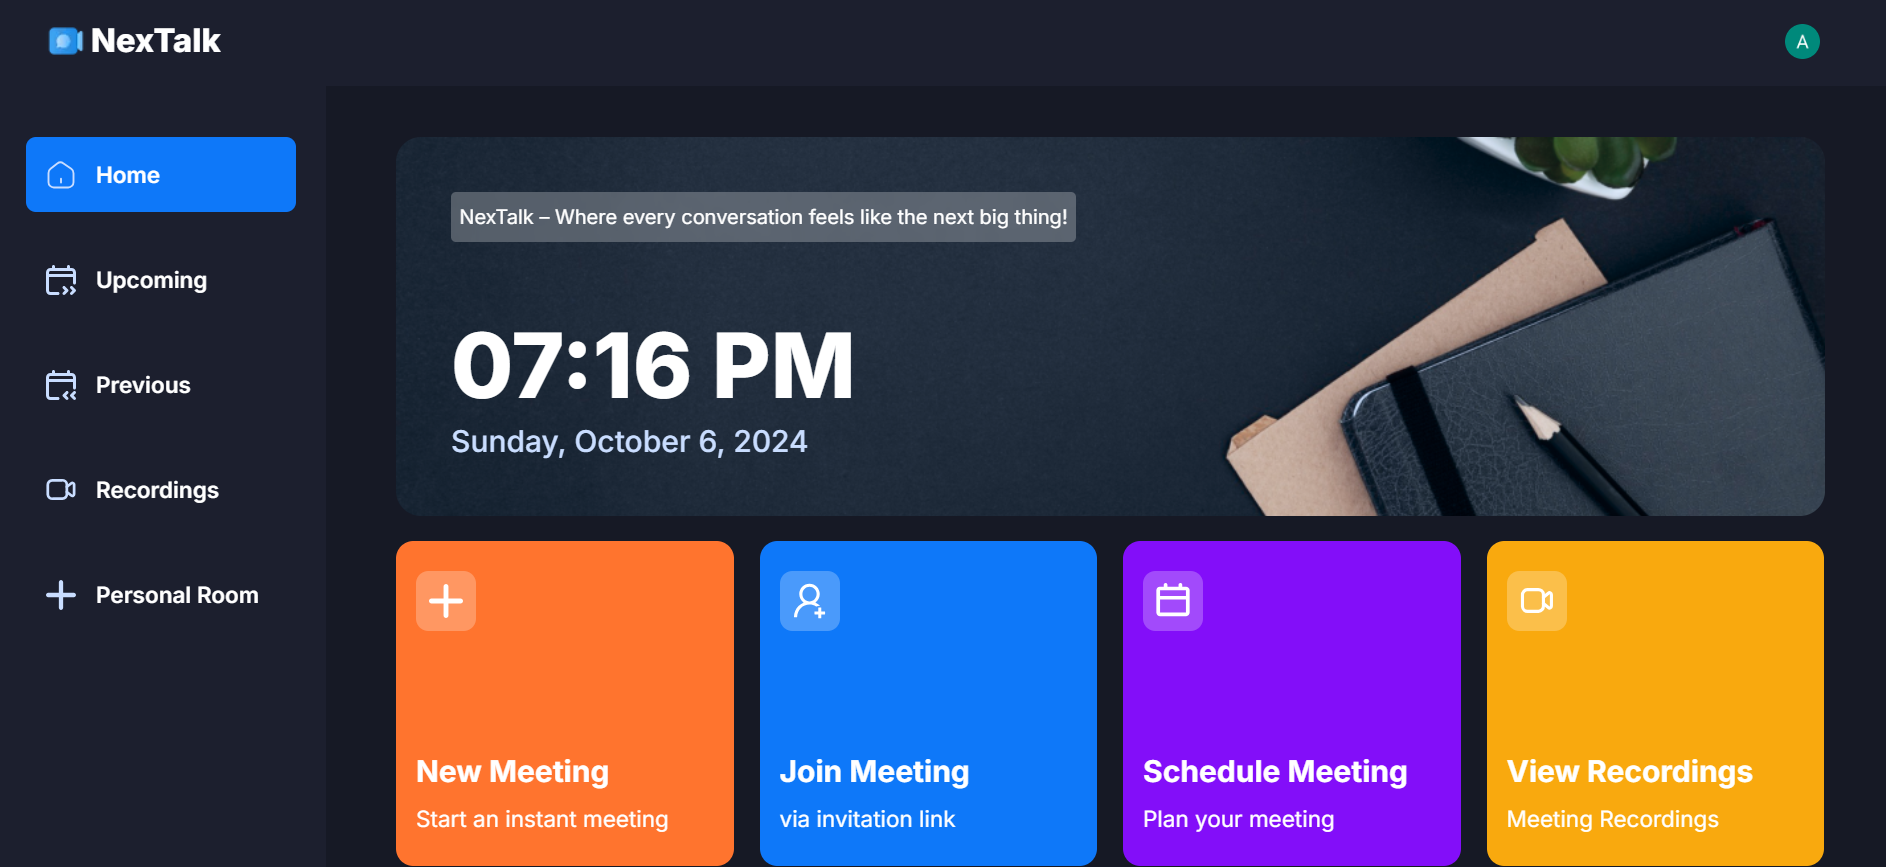 NexTalk
A
Home
Upcoming
Previous
Recordings
Personal Room
NexTalk – Where every conversation feels like the next big thing!
07:16 PM
Sunday, October 6, 2024
New Meeting
Start an instant meeting
Join Meeting
via invitation link
Schedule Meeting
Plan your meeting
View Recordings
Meeting Recordings